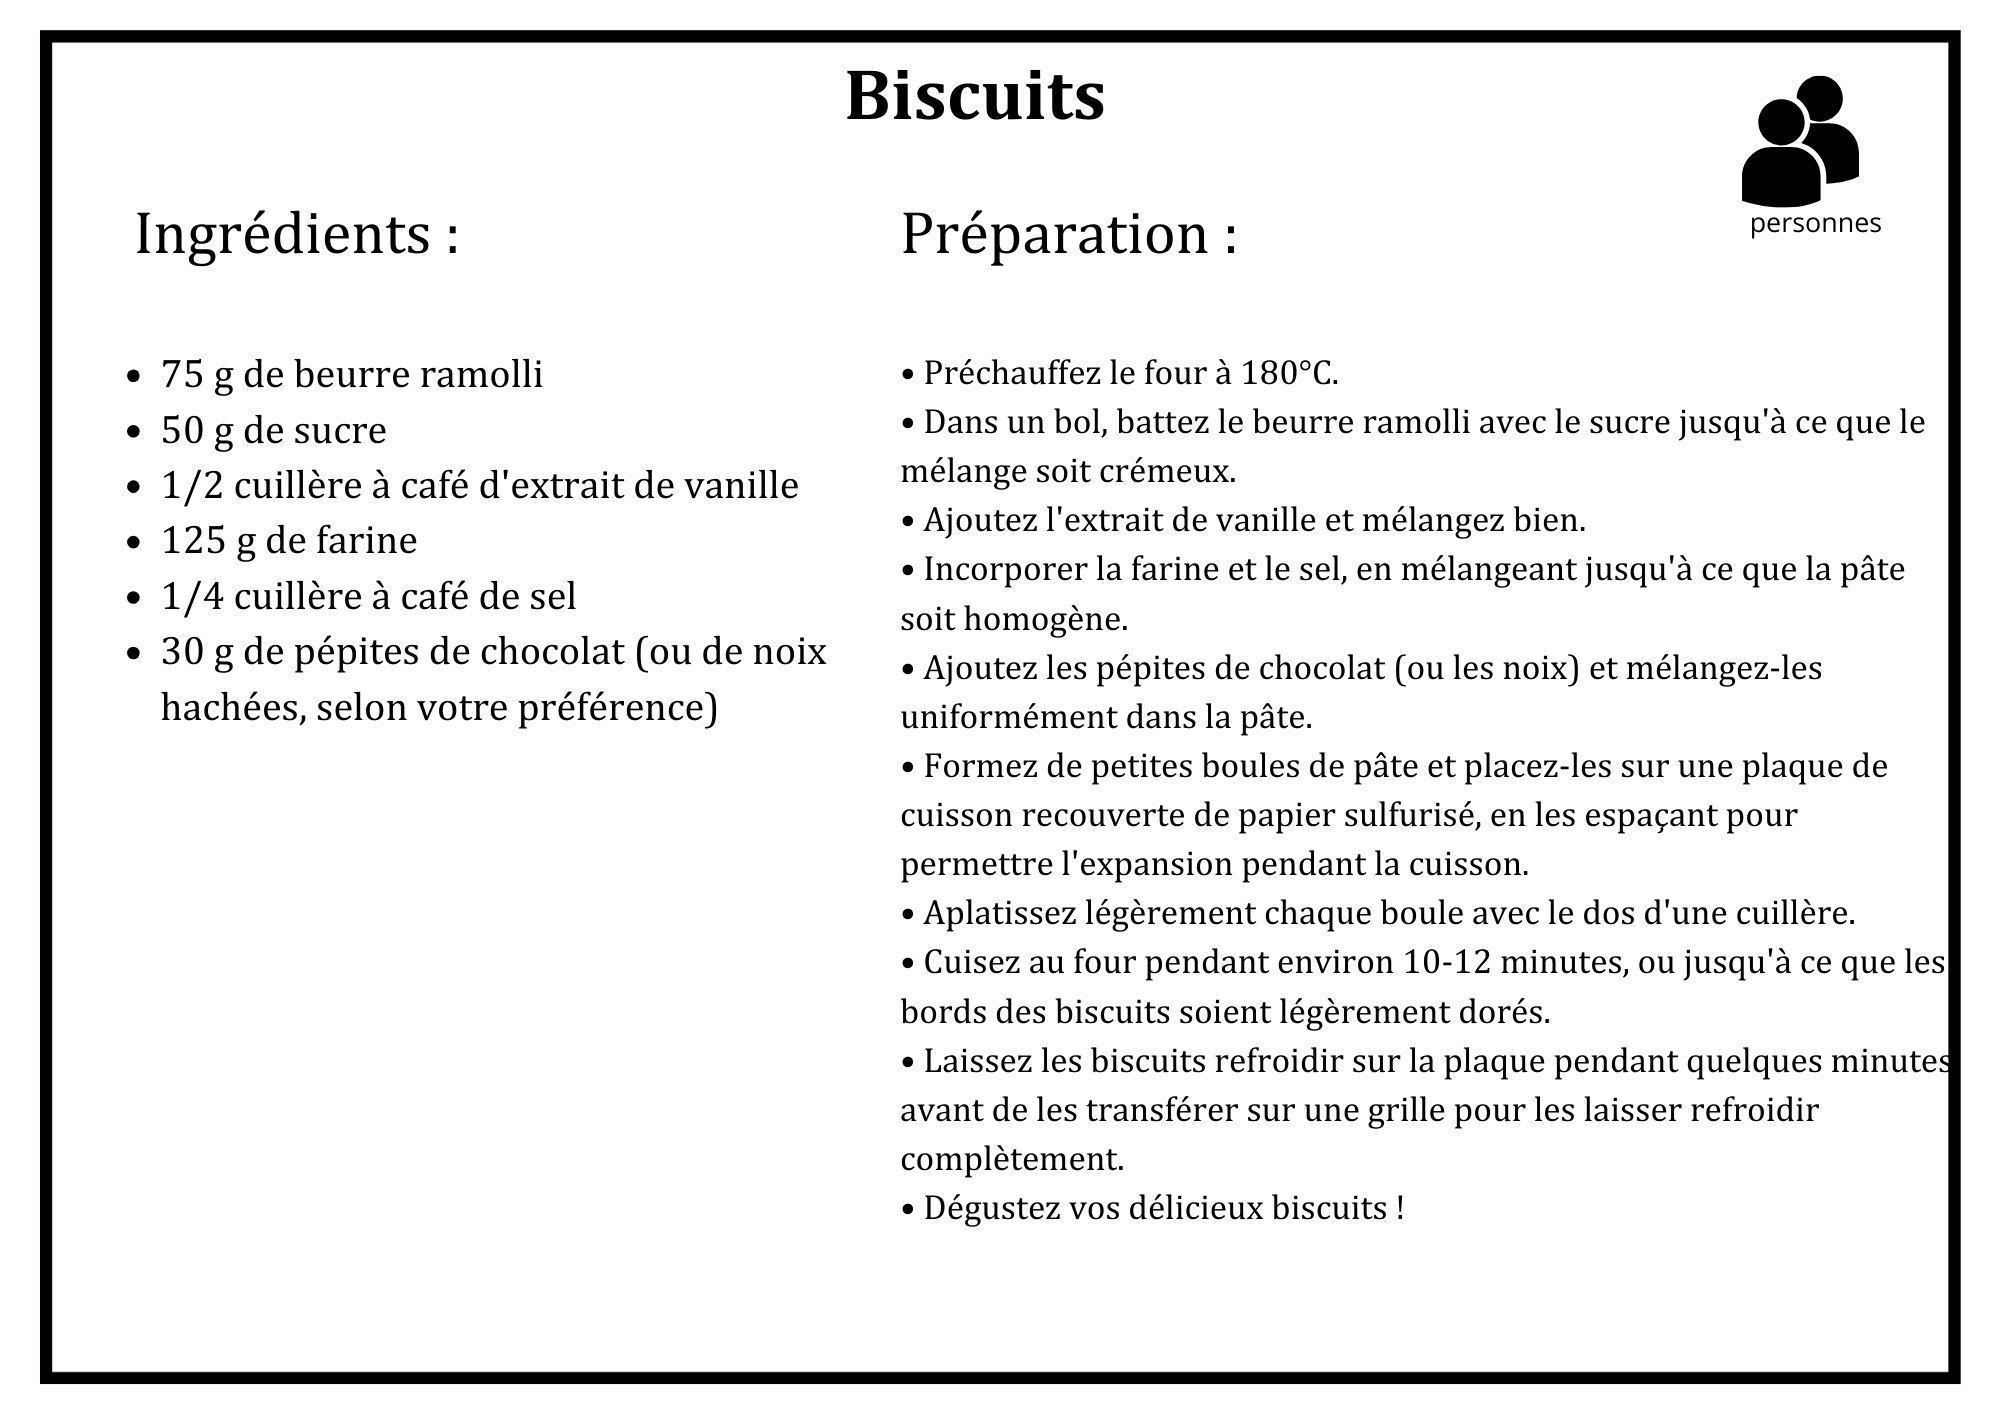 Biscuits
personnes
Ingrédients :
• 75 g de beurre ramolli
• 50 g de sucre
• 1/2 cuillère à café d'extrait de vanille
• 125 g de farine
• 1/4 cuillère à café de sel
• 30 g de pépites de chocolat (ou de noix
hachées, selon votre préférence)
Préparation :
• Préchauffez le four à 180°C.
• Dans un bol, battez le beurre ramolli avec le sucre jusqu'à ce que le
mélange soit crémeux.
• Ajoutez l'extrait de vanille et mélangez bien.
• Incorporer la farine et le sel, en mélangeant jusqu'à ce que la pâte
soit homogène.
• Ajoutez les pépites de chocolat (ou les noix) et mélangez-les
uniformément dans la pâte.
• Formez de petites boules de pâte et placez-les sur une plaque de
cuisson recouverte de papier sulfurisé, en les espaçant pour
permettre l'expansion pendant la cuisson.
• Aplatissez légèrement chaque boule avec le dos d'une cuillère.
• Cuisez au four pendant environ 10-12 minutes, ou jusqu'à ce que les
bords des biscuits soient légèrement dorés.
• Laissez les biscuits refroidir sur la plaque pendant quelques minutes
avant de les transférer sur une grille pour les laisser refroidir
complètement.
• Dégustez vos délicieux biscuits !